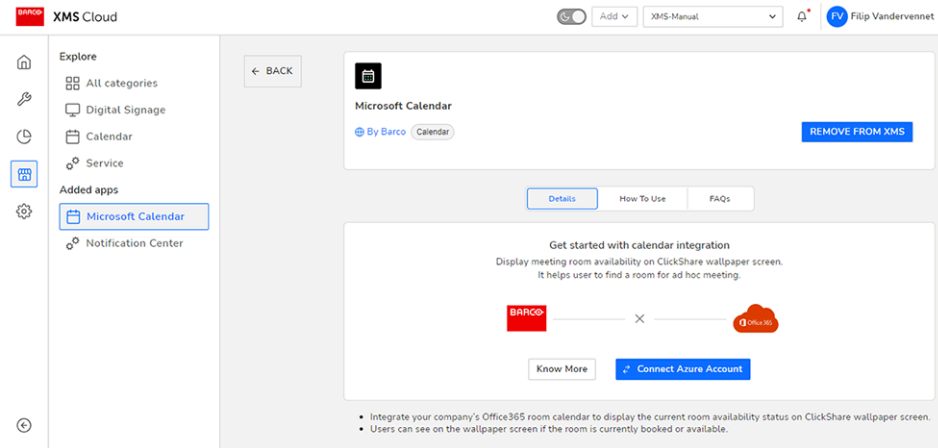 BARCO XMS Cloud
Add
XMS-Manual
FV Filip Vandervennet
Explore
All categories
Digital Signage
Calendar
Service
Added apps
Microsoft Calendar
Notification Center
← BACK
Microsoft Calendar
By Barco Calendar
REMOVE FROM XMS
Details How To Use FAQs
Get started with calendar integration
Display meeting room availability on ClickShare wallpaper screen.
It helps user to find a room for ad hoc meeting.
BARCO Office 365
Know More Connect Azure Account
• Integrate your company's Office365 room calendar to display the current room availability status on ClickShare wallpaper screen.
• Users can see on the wallpaper screen if the room is currently booked or available.